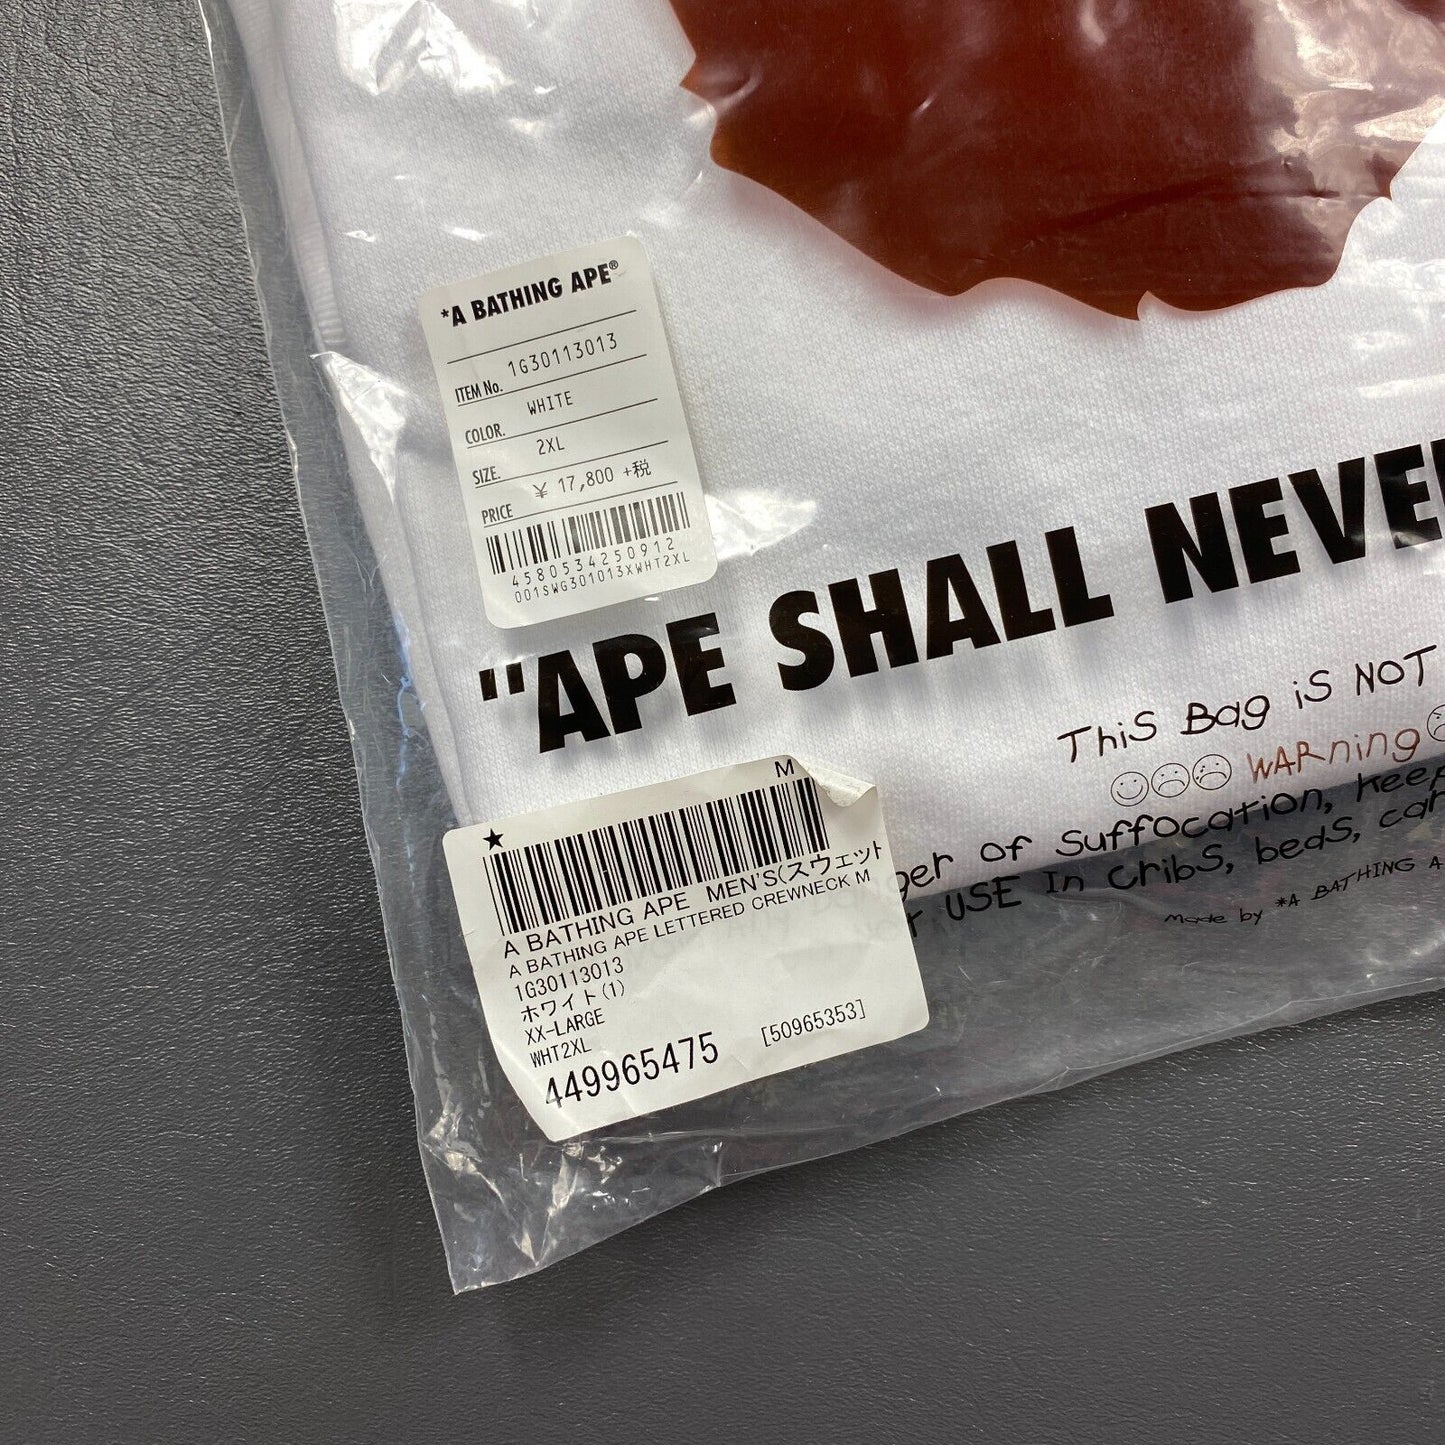 *A BATHING APE®
ITEM No. 1G30113013
COLOR. WHITE
SIZE. 2XL
PRICE ¥ 17,800 +税
4580534250912
001SWG301013XWHT2XL
"APE SHALL NEVE
THiS Bag iS NOT
WARning
ger OF SuffocaTion, Keep
USE In CribS, bedS, car
made by *A BATHING A
M
★
A BATHING APE MEN'S(スウェット
A BATHING APE LETTERED CREWNECK M
1G30113013
ホワイト(1)
XX-LARGE
WHT2XL
449965475 [50965353]